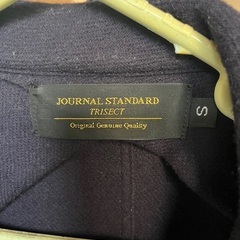 JOURNAL STANDARD
TRISECT
Original Genuine Quality
S